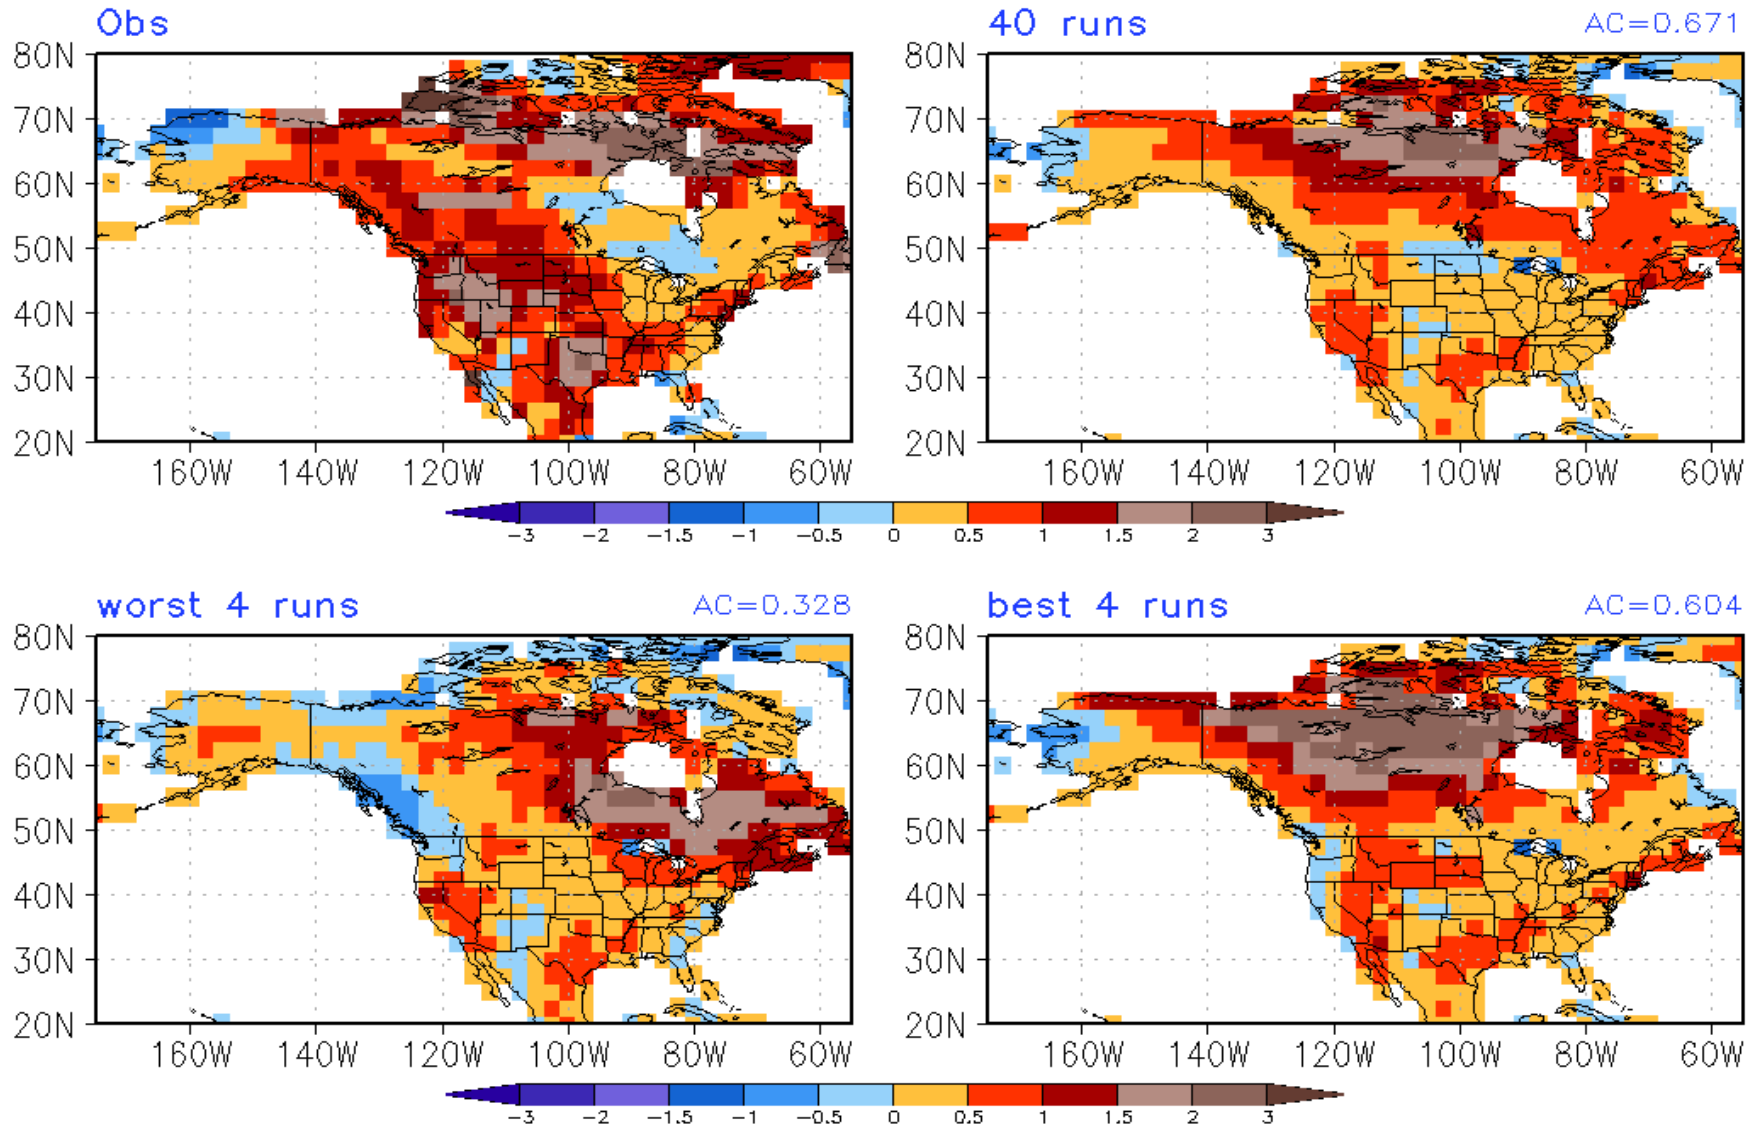 Obs
40 runs AC=0.671
80N
70N
60N
50N
40N
30N
20N
160W 140W 120W 100W 80W 60W
80N
70N
60N
50N
40N
30N
20N
160W 140W 120W 100W 80W 60W
-3 -2 -1.5 -1 -0.5 0 0.5 1 1.5 2 3
worst 4 runs AC=0.328
best 4 runs AC=0.604
80N
70N
60N
50N
40N
30N
20N
160W 140W 120W 100W 80W 60W
80N
70N
60N
50N
40N
30N
20N
160W 140W 120W 100W 80W 60W
-3 -2 -1.5 -1 -0.5 0 0.5 1 1.5 2 3